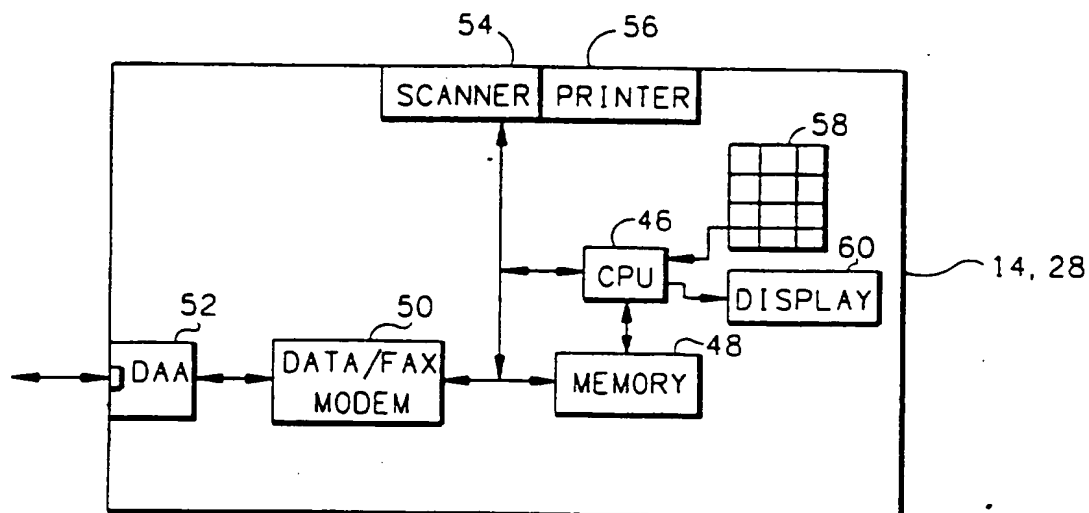 54 56
SCANNER PRINTER
58
46
CPU
60
DISPLAY
14, 28
52
DAA
50
DATA/FAX
MODEM
48
MEMORY